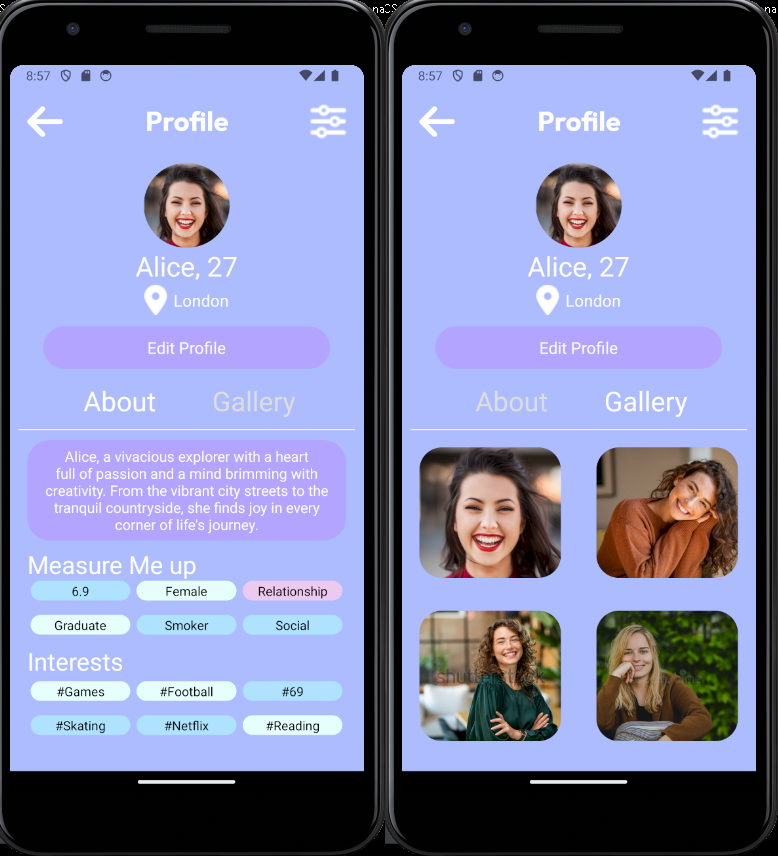 8:57
Profile
Alice, 27
London
Edit Profile
About Gallery
Alice, a vivacious explorer with a heart
full of passion and a mind brimming with
creativity. From the vibrant city streets to the
tranquil countryside, she finds joy in every
corner of life's journey.
Measure Me up
6.9 Female Relationship
Graduate Smoker Social
Interests
#Games #Football #69
#Skating #Netflix #Reading
8:57
Profile
Alice, 27
London
Edit Profile
About Gallery
shutterstock